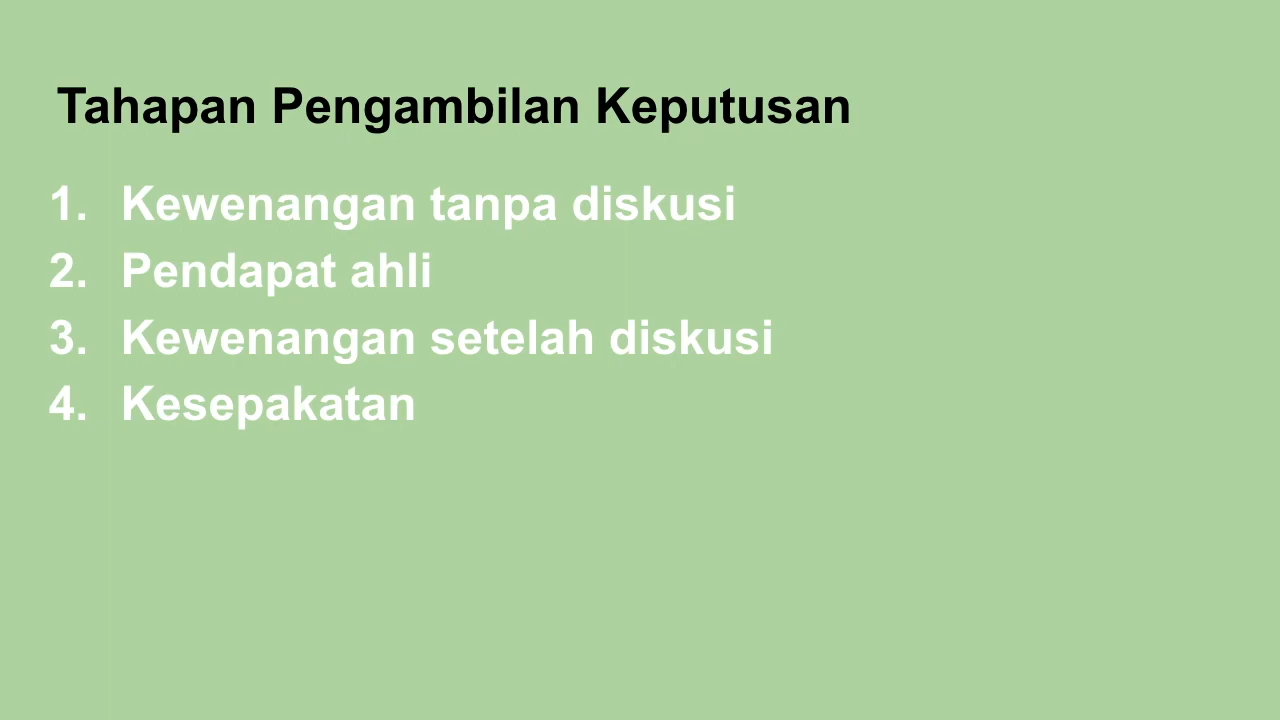 Tahapan Pengambilan Keputusan
1. Kewenangan tanpa diskusi
2. Pendapat ahli
3. Kewenangan setelah diskusi
4. Kesepakatan